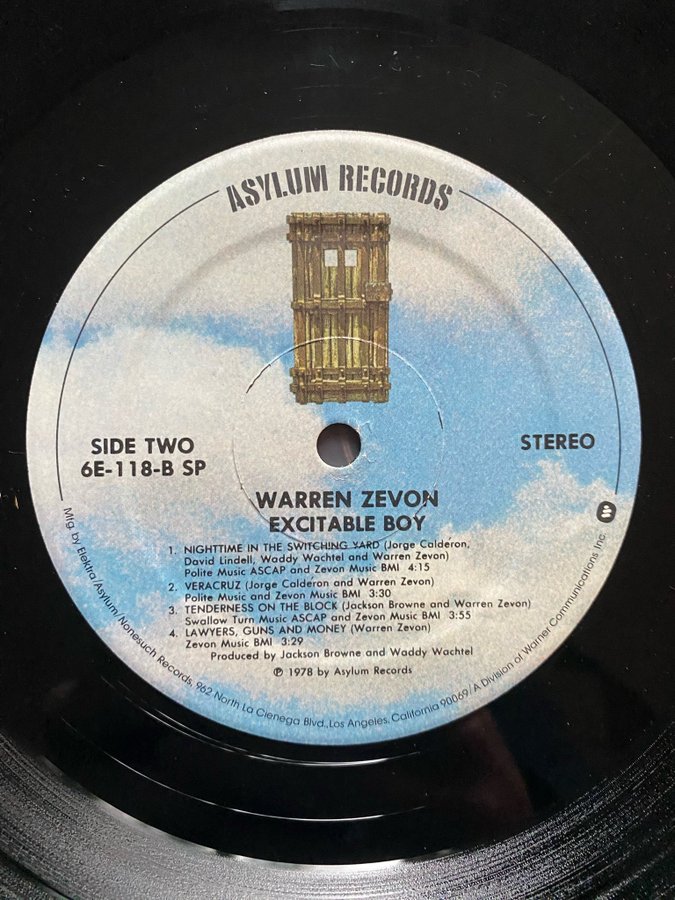 ASYLUM RECORDS
SIDE TWO
6E-118-B SP
STEREO
WARREN ZEVON
EXCITABLE BOY
1. NIGHTTIME IN THE SWITCHING YARD (Jorge Calderon,
David Lindell, Waddy Wachtel and Warren Zevon)
Polite Music ASCAP and Zevon Music BMI 4:15
2. VERACRUZ (Jorge Calderon and Warren Zevon)
Polite Music and Zevon Music BMI 3:30
3. TENDERNESS ON THE BLOCK (Jackson Browne and Warren Zevon)
Swallow Turn Music ASCAP and Zevon Music BMI 3:55
4. LAWYERS, GUNS AND MONEY (Warren Zevon)
Zevon Music BMI 3:29
Produced by Jackson Browne and Waddy Wachtel
℗ 1978 by Asylum Records
Mfg. by Elektra/Asylum/Nonesuch Records, 962 North La Cienega Blvd., Los Angeles, California 90069/A Division of Warner Communications Inc.